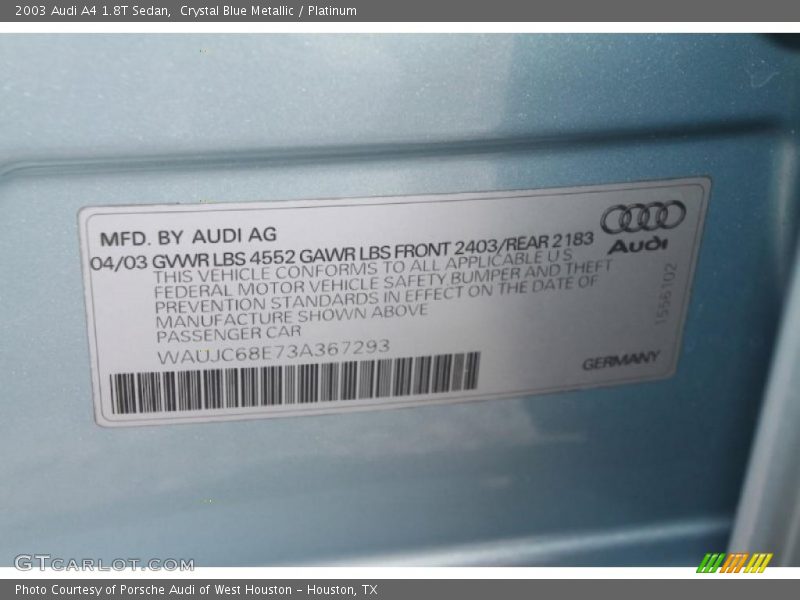 2003 Audi A4 1.8T Sedan,  Crystal Blue Metallic / Platinum
MFD. BY AUDI AG
04/03 GVWR LBS 4552 GAWR LBS FRONT 2403/REAR 2183
THIS VEHICLE CONFORMS TO ALL APPLICABLE U S
FEDERAL MOTOR VEHICLE SAFETY BUMPER AND THEFT
PREVENTION STANDARDS IN EFFECT ON THE DATE OF
MANUFACTURE SHOWN ABOVE
PASSENGER CAR
WAUJC68E73A367293
Audi
1556102
GERMANY
GTCARLOT.COM
Photo Courtesy of Porsche Audi of West Houston – Houston, TX